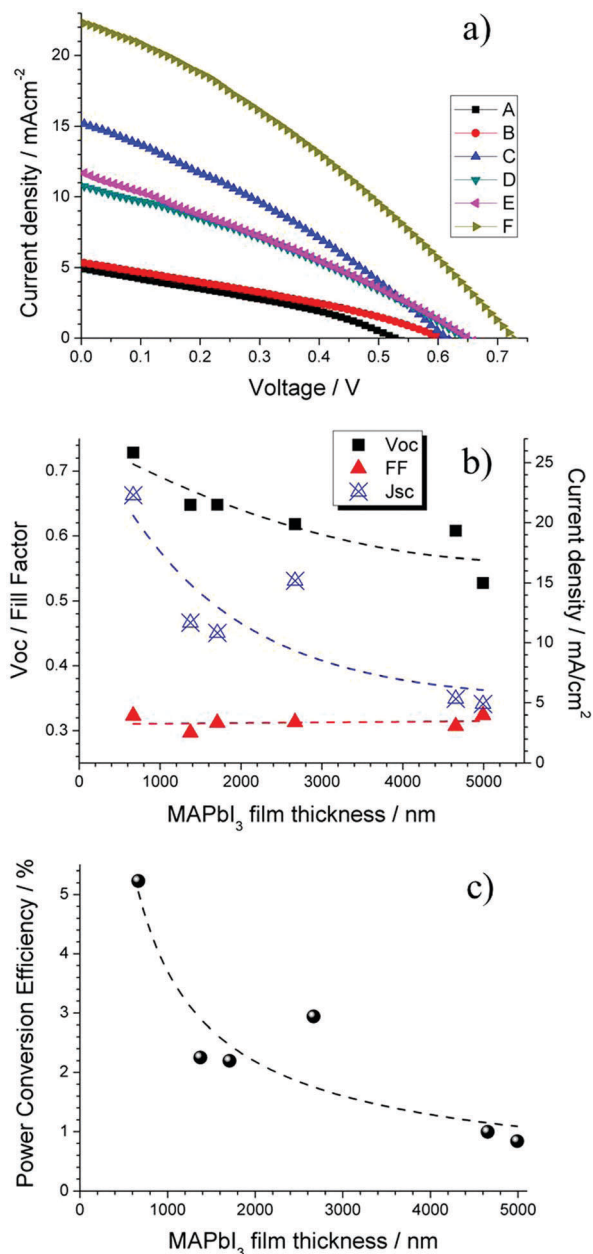 a)
20
15
10
5
0
Current density / mAcm⁻²
A
B
C
D
E
F
0.0 0.1 0.2 0.3 0.4 0.5 0.6 0.7
Voltage / V
Voc
FF
Jsc
b)
0.7
0.6
0.5
0.4
0.3
Voc / Fill Factor
25
20
15
10
5
0
Current density / mA/cm²
0 1000 2000 3000 4000 5000
MAPbI₃ film thickness / nm
c)
5
4
3
2
1
0
Power Conversion Efficiency / %
0 1000 2000 3000 4000 5000
MAPbI₃ film thickness / nm